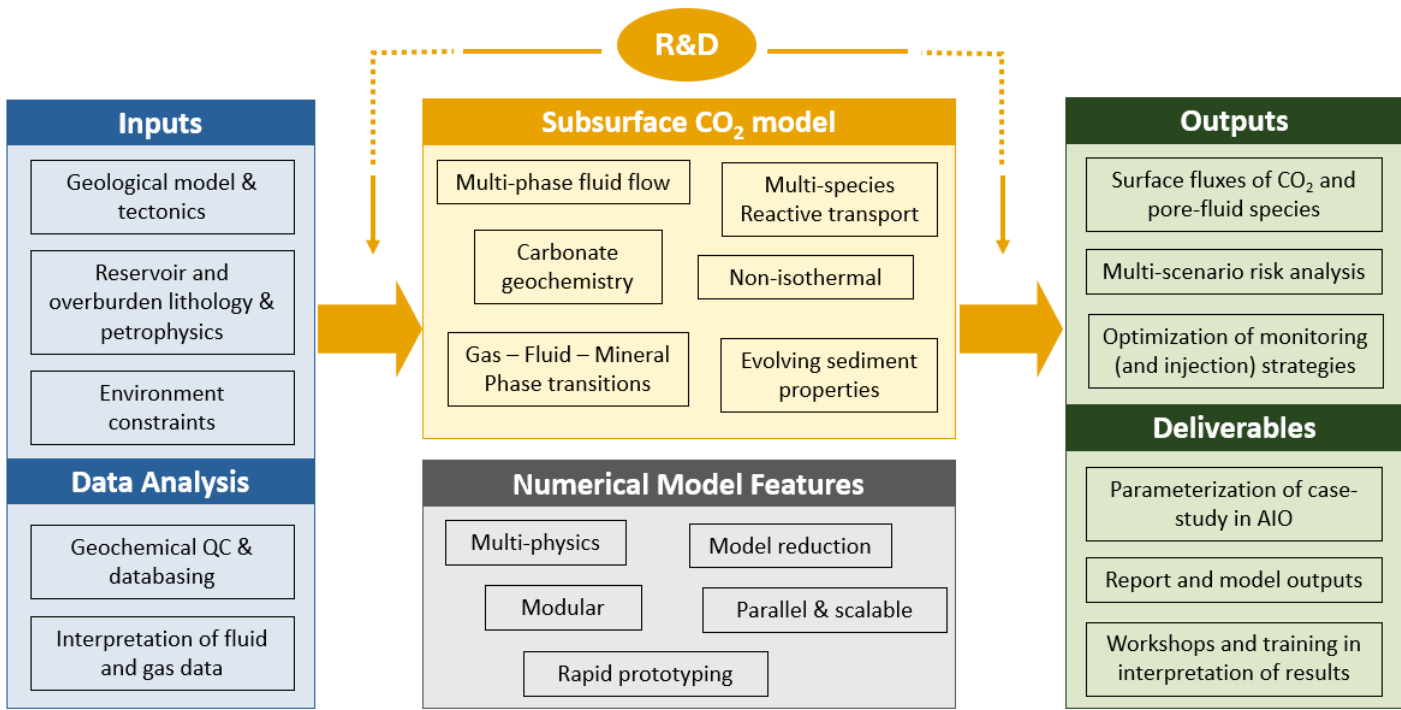 R&D
Inputs
Geological model &
tectonics
Reservoir and
overburden lithology &
petrophysics
Environment
constraints
Data Analysis
Geochemical QC &
databasing
Interpretation of fluid
and gas data
Subsurface CO₂ model
Multi-phase fluid flow
Multi-species
Reactive transport
Carbonate
geochemistry
Non-isothermal
Gas – Fluid – Mineral
Phase transitions
Evolving sediment
properties
Numerical Model Features
Multi-physics
Model reduction
Modular
Parallel & scalable
Rapid prototyping
Outputs
Surface fluxes of CO₂ and
pore-fluid species
Multi-scenario risk analysis
Optimization of monitoring
(and injection) strategies
Deliverables
Parameterization of case-
study in AIO
Report and model outputs
Workshops and training in
interpretation of results